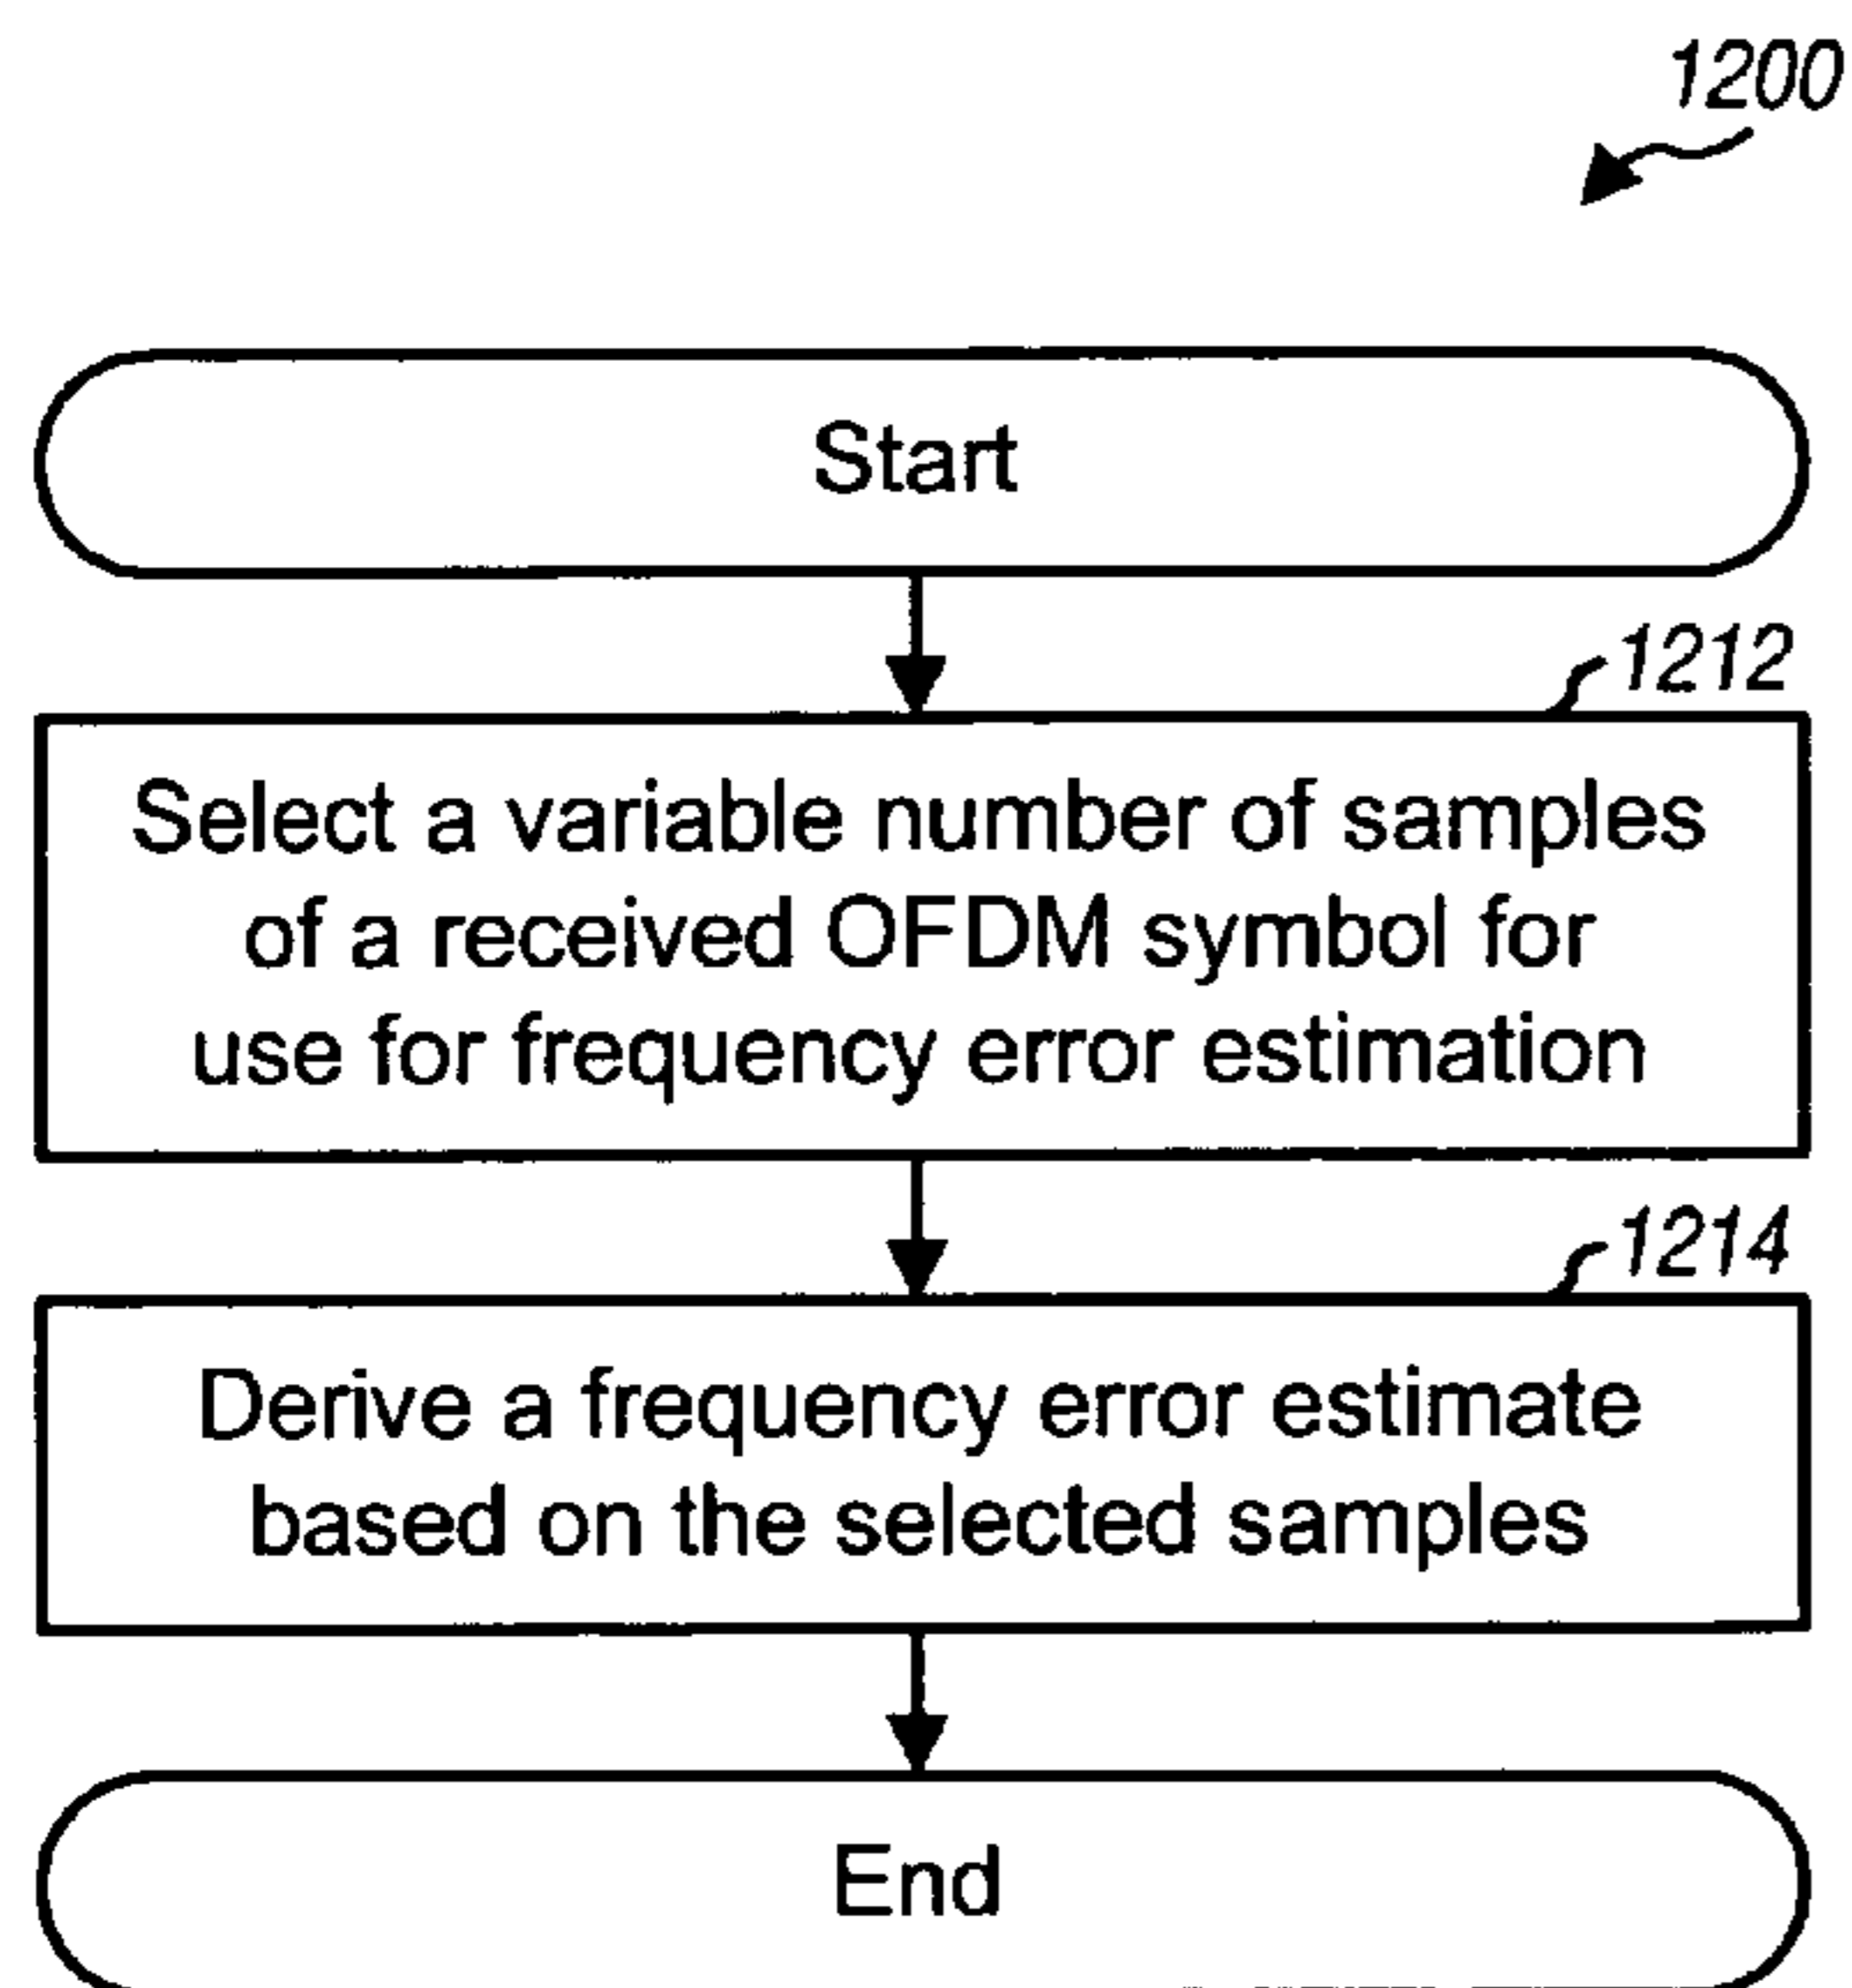 1200
Start
1212
Select a variable number of samples
of a received OFDM symbol for
use for frequency error estimation
1214
Derive a frequency error estimate
based on the selected samples
End